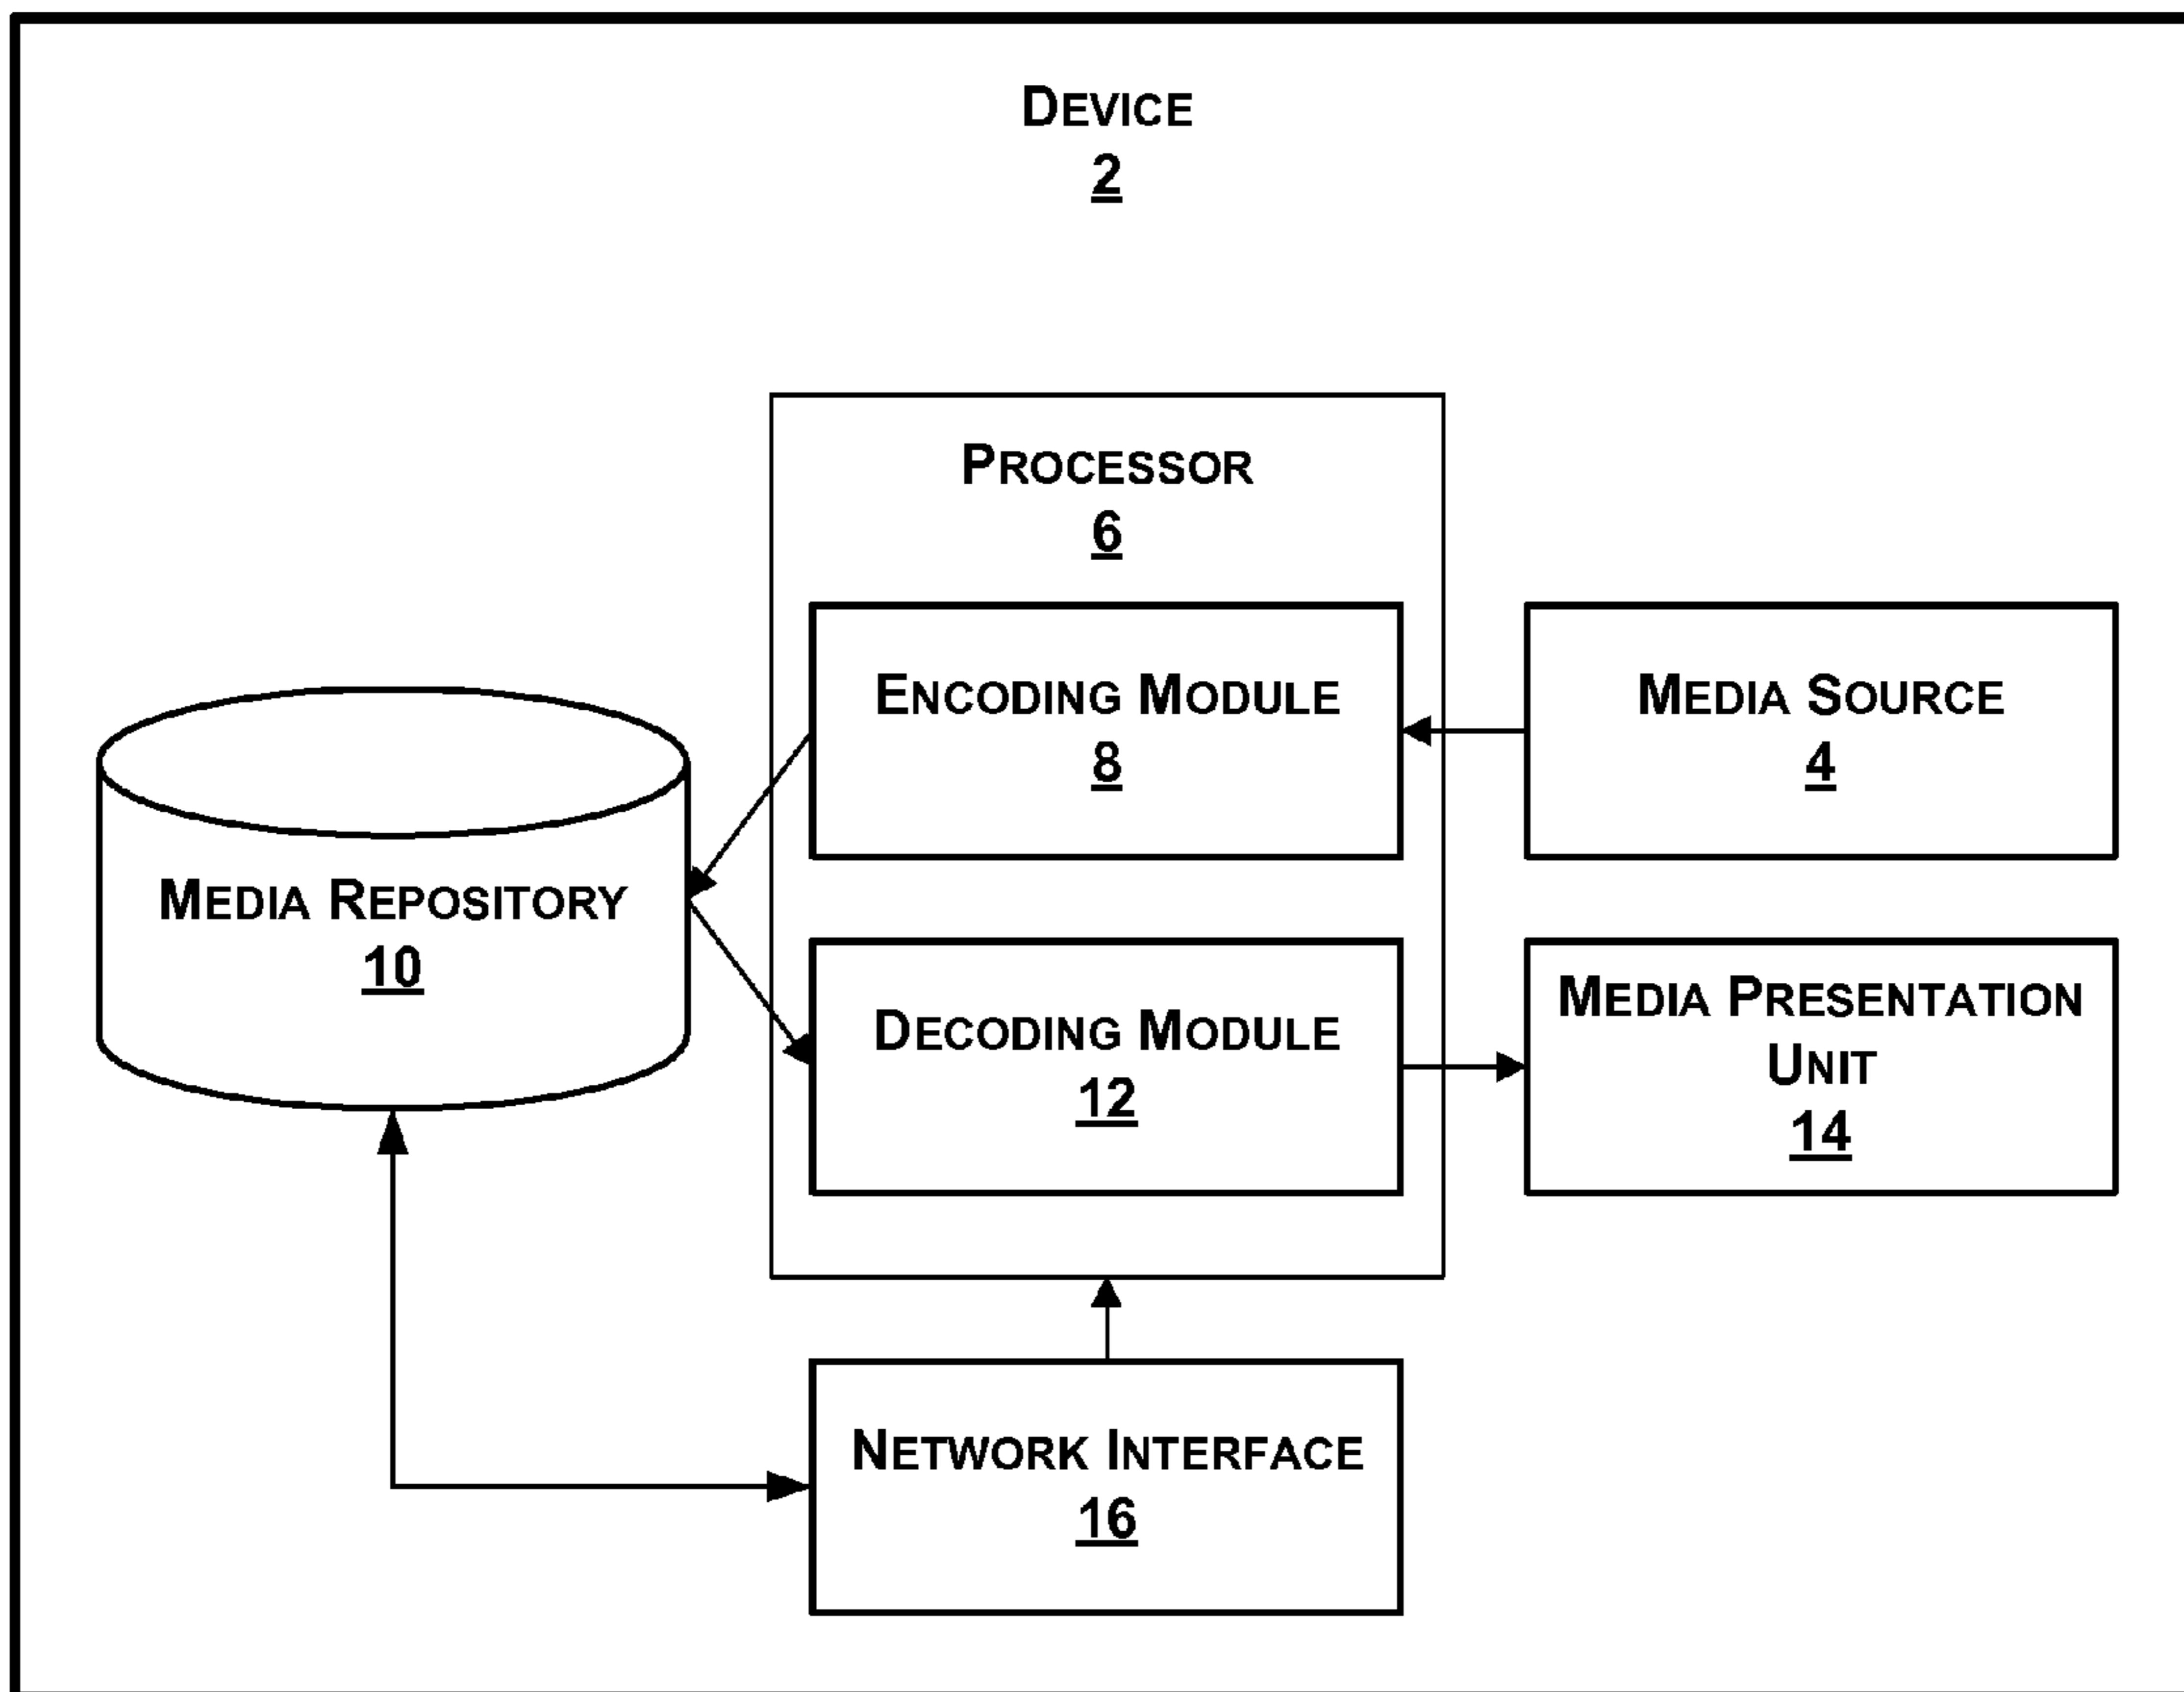 DEVICE
2
PROCESSOR
6
ENCODING MODULE
8
MEDIA SOURCE
4
MEDIA REPOSITORY
10
DECODING MODULE
12
MEDIA PRESENTATION
UNIT
14
NETWORK INTERFACE
16